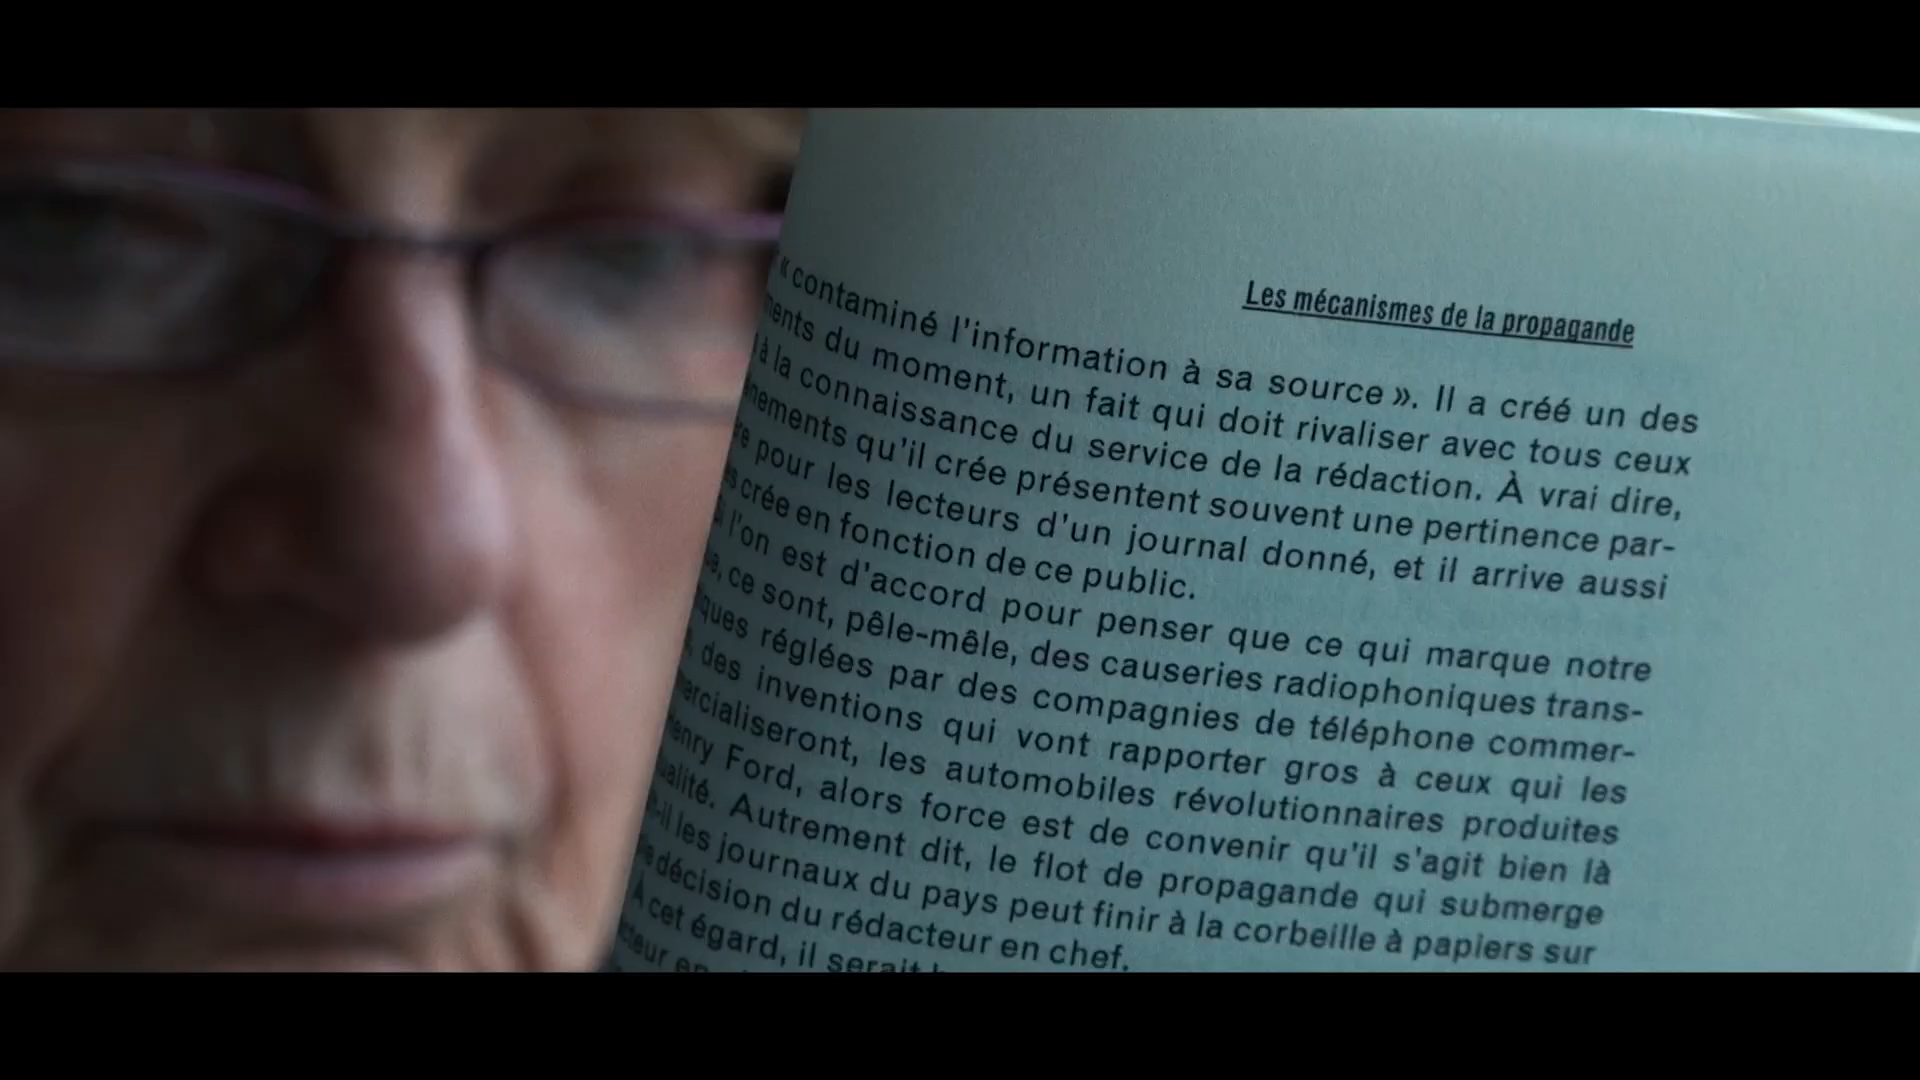 Les mécanismes de la propagande
« contaminé l'information à sa source ». Il a créé un des
du moment, un fait qui doit rivaliser avec tous ceux
à la connaissance du service de la rédaction. À vrai dire,
qu'il crée présentent souvent une pertinence par-
pour les lecteurs d'un journal donné, et il arrive aussi
crée en fonction de ce public.
l'on est d'accord pour penser que ce qui marque notre
ce sont, pêle-mêle, des causeries radiophoniques trans-
réglées par des compagnies de téléphone commer-
des inventions qui vont rapporter gros à ceux qui les
les automobiles révolutionnaires produites
Ford, alors force est de convenir qu'il s'agit bien là
Autrement dit, le flot de propagande qui submerge
les journaux du pays peut finir à la corbeille à papiers sur
décision du rédacteur en chef.
À cet égard, il serait